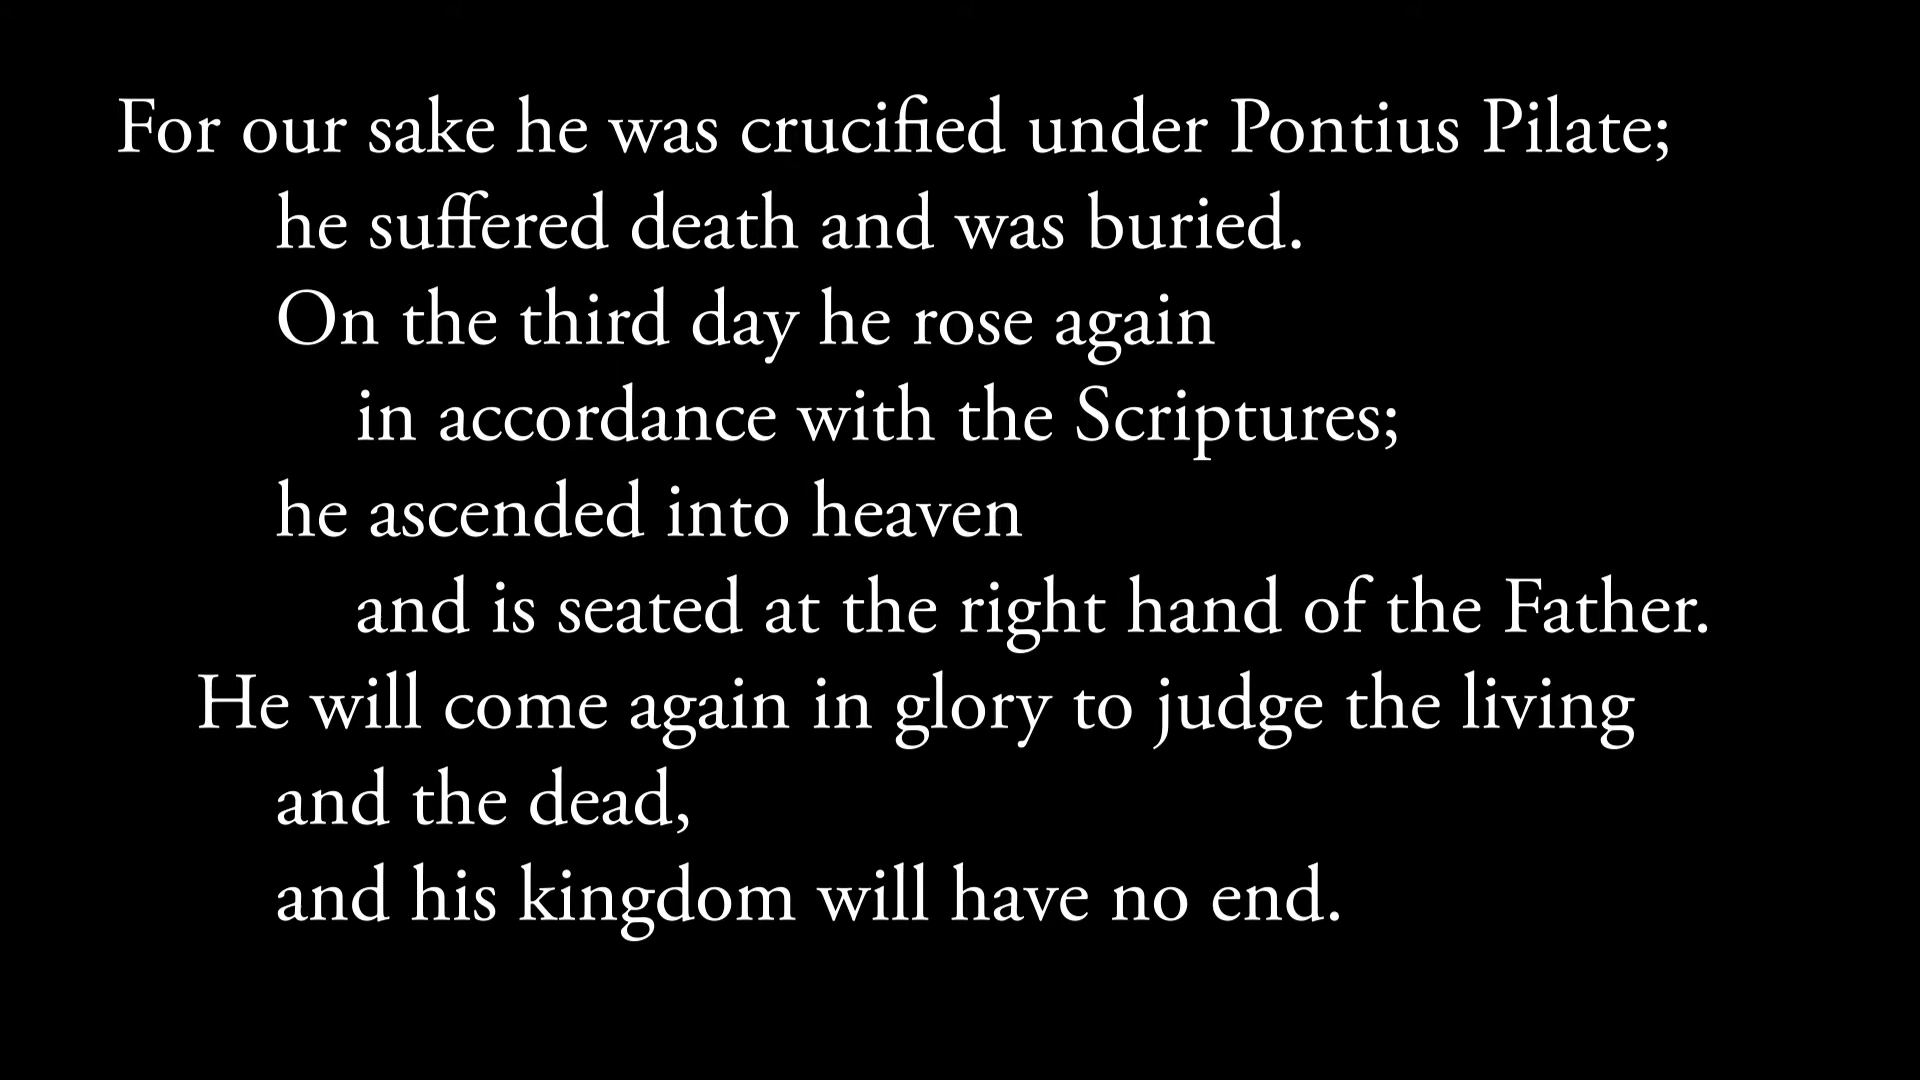 For our sake he was crucified under Pontius Pilate;
he suffered death and was buried.
On the third day he rose again
in accordance with the Scriptures;
he ascended into heaven
and is seated at the right hand of the Father.
He will come again in glory to judge the living
and the dead,
and his kingdom will have no end.